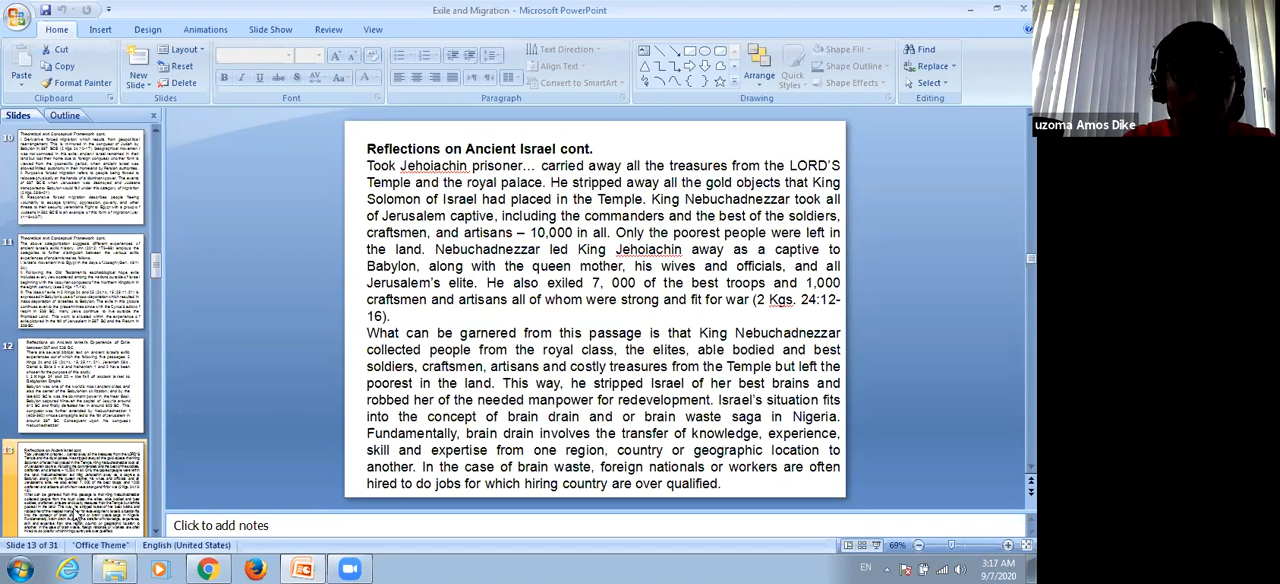 Exile and Migration - Microsoft PowerPoint
Home Insert Design Animations Slide Show Review View
Cut
Copy
Format Painter
Paste
Clipboard
New
Slide
Layout
Reset
Delete
Slides
B I U abc S AV Aa A
Font
Paragraph
Text Direction
Align Text
Convert to SmartArt
Arrange
Quick
Styles
Shape Fill
Shape Outline
Shape Effects
Drawing
Find
Replace
Select
Editing
uzoma Amos Dike
Slides Outline
10
11
12
13
Reflections on Ancient Israel cont.
Took Jehoiachin prisoner… carried away all the treasures from the LORD'S
Temple and the royal palace. He stripped away all the gold objects that King
Solomon of Israel had placed in the Temple. King Nebuchadnezzar took all
of Jerusalem captive, including the commanders and the best of the soldiers,
craftsmen, and artisans – 10,000 in all. Only the poorest people were left in
the land. Nebuchadnezzar led King Jehoiachin away as a captive to
Babylon, along with the queen mother, his wives and officials, and all
Jerusalem's elite. He also exiled 7, 000 of the best troops and 1,000
craftsmen and artisans all of whom were strong and fit for war (2 Kgs. 24:12-
16).
What can be garnered from this passage is that King Nebuchadnezzar
collected people from the royal class, the elites, able bodied and best
soldiers, craftsmen, artisans and costly treasures from the Temple but left the
poorest in the land. This way, he stripped Israel of her best brains and
robbed her of the needed manpower for redevelopment. Israel's situation fits
into the concept of brain drain and or brain waste saga in Nigeria.
Fundamentally, brain drain involves the transfer of knowledge, experience,
skill and expertise from one region, country or geographic location to
another. In the case of brain waste, foreign nationals or workers are often
hired to do jobs for which hiring country are over qualified.
Click to add notes
Slide 13 of 31 "Office Theme" English (United States) 69%
EN 3:17 AM
9/7/2020